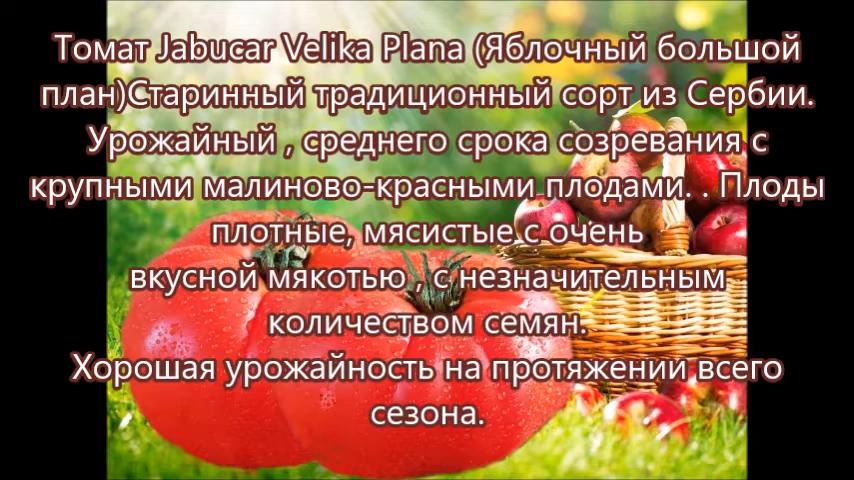 Томат Jabucar Velika Plana (Яблочный большой
план)Старинный традиционный сорт из Сербии.
Урожайный , среднего срока созревания с
крупными малиново-красными плодами. . Плоды
плотные, мясистые с очень
вкусной мякотью , с незначительным
количеством семян.
Хорошая урожайность на протяжении всего
сезона.